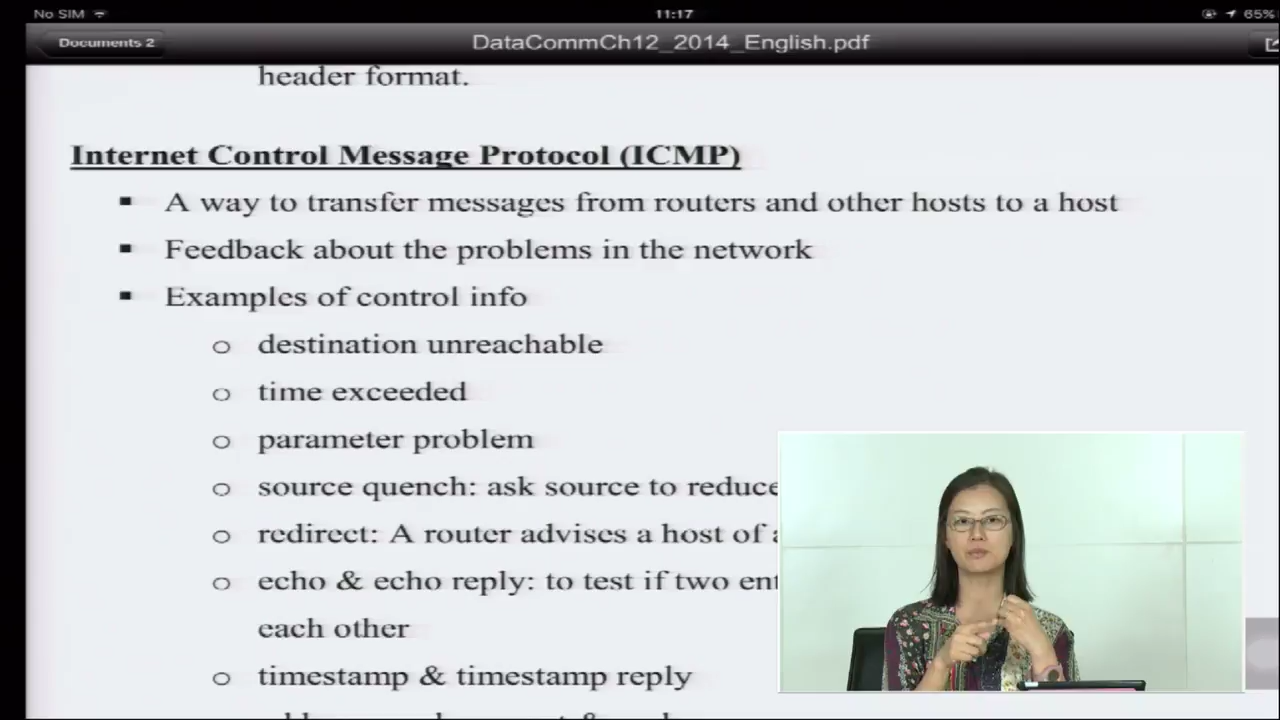 No SIM 11:17 65%
Documents 2 DataCommCh12_2014_English.pdf
header format.
Internet Control Message Protocol (ICMP)
▪ A way to transfer messages from routers and other hosts to a host
▪ Feedback about the problems in the network
▪ Examples of control info
o destination unreachable
o time exceeded
o parameter problem
o source quench: ask source to reduce
o redirect: A router advises a host of
o echo & echo reply: to test if two
each other
o timestamp & timestamp reply